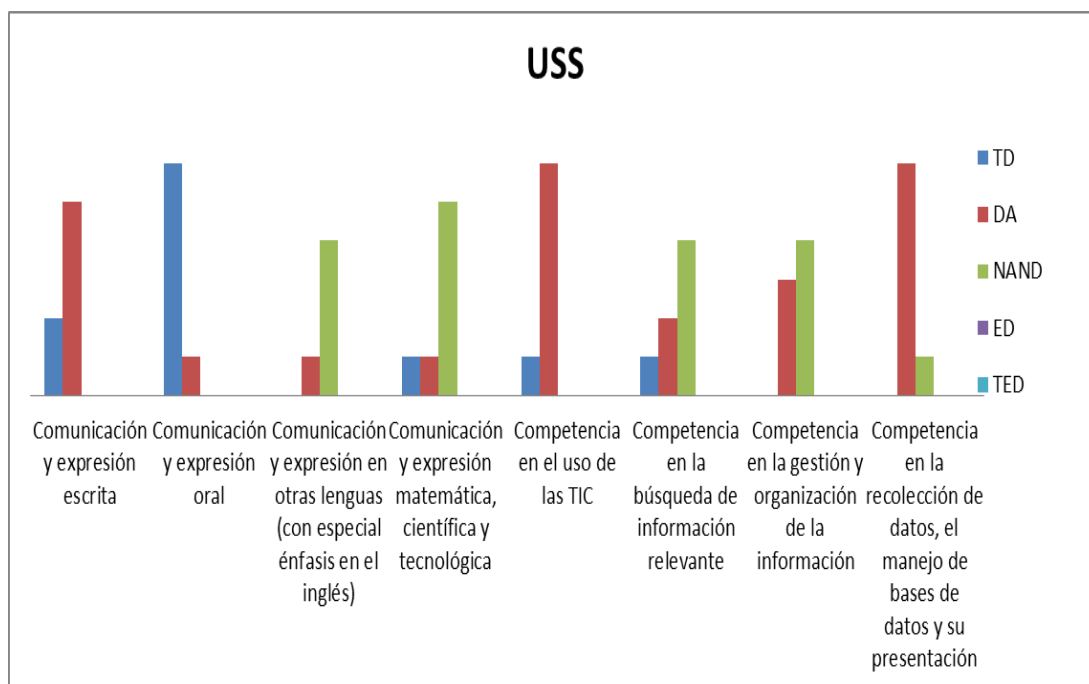 USS
TD
DA
NAND
ED
TED
Comunicación
y expresión
escrita
Comunicación
y expresión
oral
Comunicación
y expresión en
otras lenguas
(con especial
énfasis en el
inglés)
Comunicación
y expresión
matemática,
científica y
tecnológica
Competencia
en el uso de
las TIC
Competencia
en la
búsqueda de
información
relevante
Competencia
en la gestión y
organización
de la
información
Competencia
en la
recolección de
datos, el
manejo de
bases de
datos y su
presentación